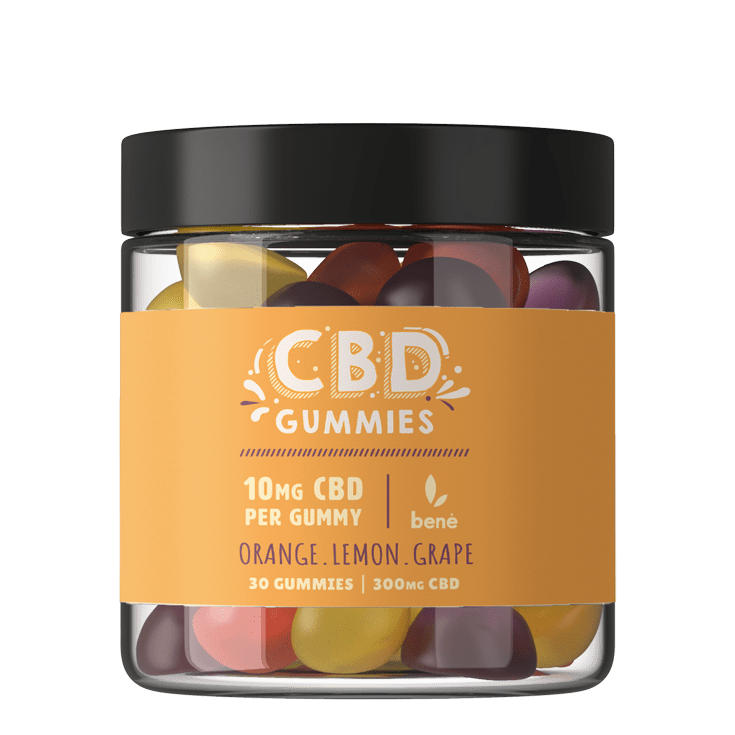 CBD
GUMMIES
10MG CBD
PER GUMMY
benė
ORANGE.LEMON.GRAPE
30 GUMMIES | 300MG CBD